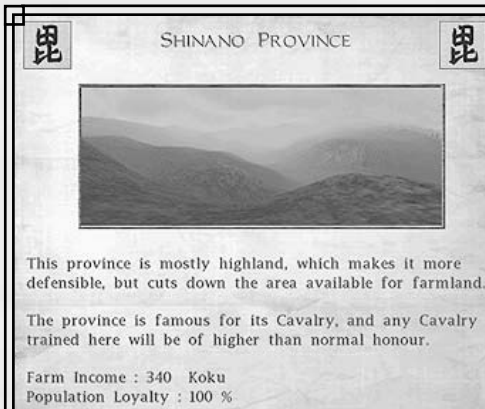 毘
SHINANO PROVINCE
毘
This province is mostly highland, which makes it more
defensible, but cuts down the area available for farmland.
The province is famous for its Cavalry, and any Cavalry
trained here will be of higher than normal honour.
Farm Income : 340 Koku
Population Loyalty : 100 %